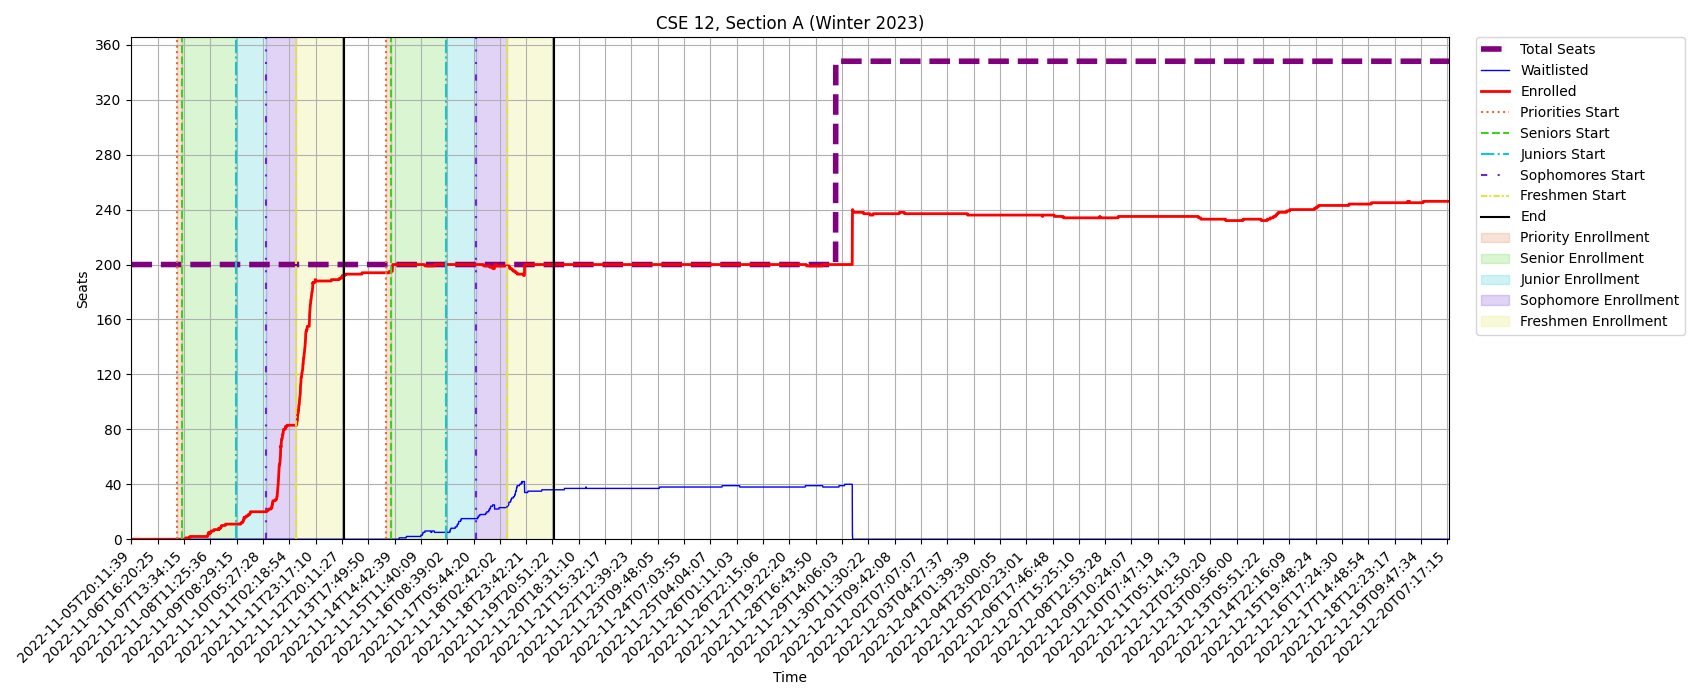 CSE 12, Section A (Winter 2023)
360
320
280
240
200
160
120
80
40
0
Seats
2022-11-05T20:11:39
2022-11-06T16:20:25
2022-11-07T13:34:15
2022-11-08T11:25:36
2022-11-09T08:29:15
2022-11-10T05:27:28
2022-11-11T02:18:54
2022-11-11T23:17:10
2022-11-12T20:11:27
2022-11-13T17:49:50
2022-11-14T14:42:39
2022-11-15T11:40:09
2022-11-16T08:39:02
2022-11-17T05:44:20
2022-11-18T02:42:02
2022-11-18T23:42:21
2022-11-19T20:51:22
2022-11-20T18:31:10
2022-11-21T15:32:17
2022-11-22T12:39:23
2022-11-23T09:48:05
2022-11-24T07:03:55
2022-11-25T04:04:07
2022-11-26T01:11:03
2022-11-26T22:15:06
2022-11-27T19:22:20
2022-11-28T16:43:50
2022-11-29T14:06:03
2022-11-30T11:30:22
2022-12-01T09:42:08
2022-12-02T07:07:07
2022-12-03T04:27:37
2022-12-04T01:39:39
2022-12-04T23:00:05
2022-12-05T20:23:01
2022-12-06T17:46:48
2022-12-07T15:25:10
2022-12-08T12:53:28
2022-12-09T10:24:07
2022-12-10T07:47:19
2022-12-11T05:14:13
2022-12-12T02:50:20
2022-12-13T00:56:00
2022-12-13T23:51:22
2022-12-14T22:16:09
2022-12-15T19:48:24
2022-12-16T17:24:30
2022-12-17T14:48:54
2022-12-18T12:23:17
2022-12-19T09:47:34
2022-12-20T07:17:15
Time
Total Seats
Waitlisted
Enrolled
Priorities Start
Seniors Start
Juniors Start
Sophomores Start
Freshmen Start
End
Priority Enrollment
Senior Enrollment
Junior Enrollment
Sophomore Enrollment
Freshmen Enrollment